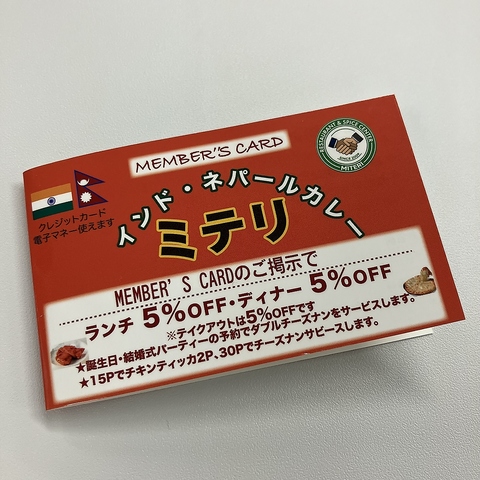 MEMBER'S CARD
RESTAURANT & SPICE CENTER
SINCE 2008
MITERI
クレジットカード
電子マネー使えます
インド・ネパールカレー
ミテリ
MEMBER'S CARDのご掲示で
ランチ 5%OFF・ディナー 5%OFF
※テイクアウトは5%OFFです
★誕生日・結婚式パーティーの予約でダブルチーズナンをサービスします。
★15Pでチキンティッカ2P、30Pでチーズナンサビースします。